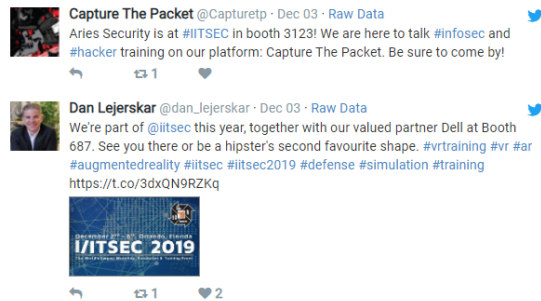 Capture The Packet @Capturetp · Dec 03 · Raw Data
Aries Security is at #IITSEC in booth 3123! We are here to talk #infosec and
#hacker training on our platform: Capture The Packet. Be sure to come by!
1
Dan Lejerskar @dan_lejerskar · Dec 03 · Raw Data
We're part of @iitsec this year, together with our valued partner Dell at Booth
687. See you there or be a hipster's second favourite shape. #vrtraining #vr #ar
#augmentedreality #iitsec #iitsec2019 #defense #simulation #training
https://t.co/3dxQN9RZKq
I/ITSEC 2019
1 2